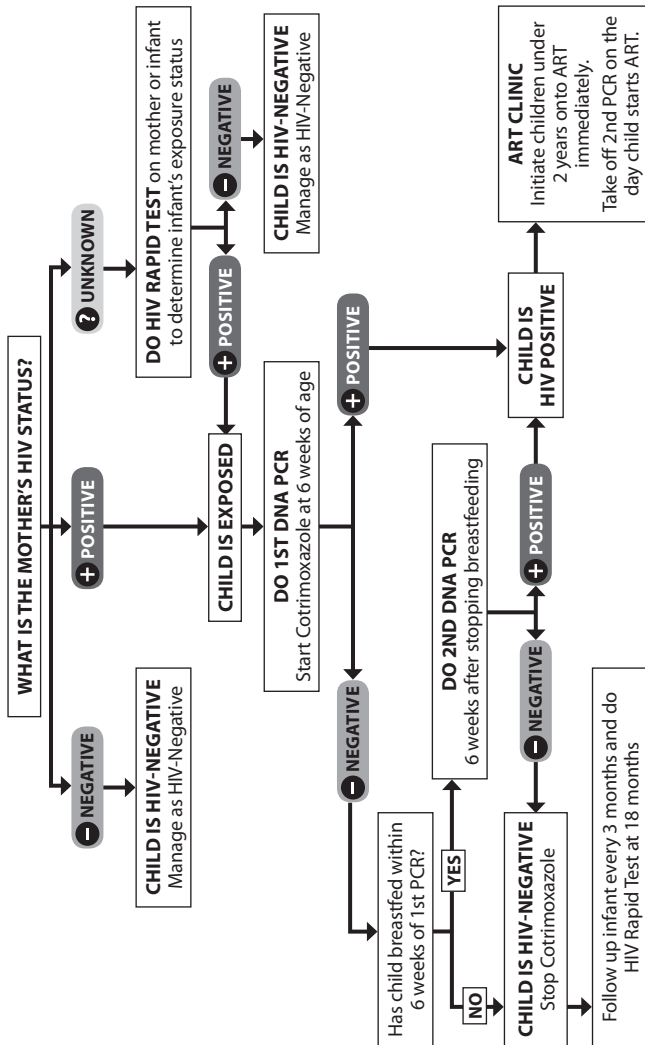 WHAT IS THE MOTHER'S HIV STATUS?
− NEGATIVE
+ POSITIVE
? UNKNOWN
CHILD IS HIV-NEGATIVE
Manage as HIV-Negative
DO HIV RAPID TEST on mother or infant
to determine infant's exposure status
+ POSITIVE
− NEGATIVE
CHILD IS EXPOSED
CHILD IS HIV-NEGATIVE
Manage as HIV-Negative
DO 1ST DNA PCR
Start Cotrimoxazole at 6 weeks of age
− NEGATIVE
+ POSITIVE
Has child breastfed within
6 weeks of 1st PCR?
NO
YES
DO 2ND DNA PCR
6 weeks after stopping breastfeeding
− NEGATIVE
+ POSITIVE
CHILD IS HIV-NEGATIVE
Stop Cotrimoxazole
CHILD IS
HIV POSITIVE
ART CLINIC
Initiate children under
2 years onto ART
immediately.
Take off 2nd PCR on the
day child starts ART.
Follow up infant every 3 months and do
HIV Rapid Test at 18 months